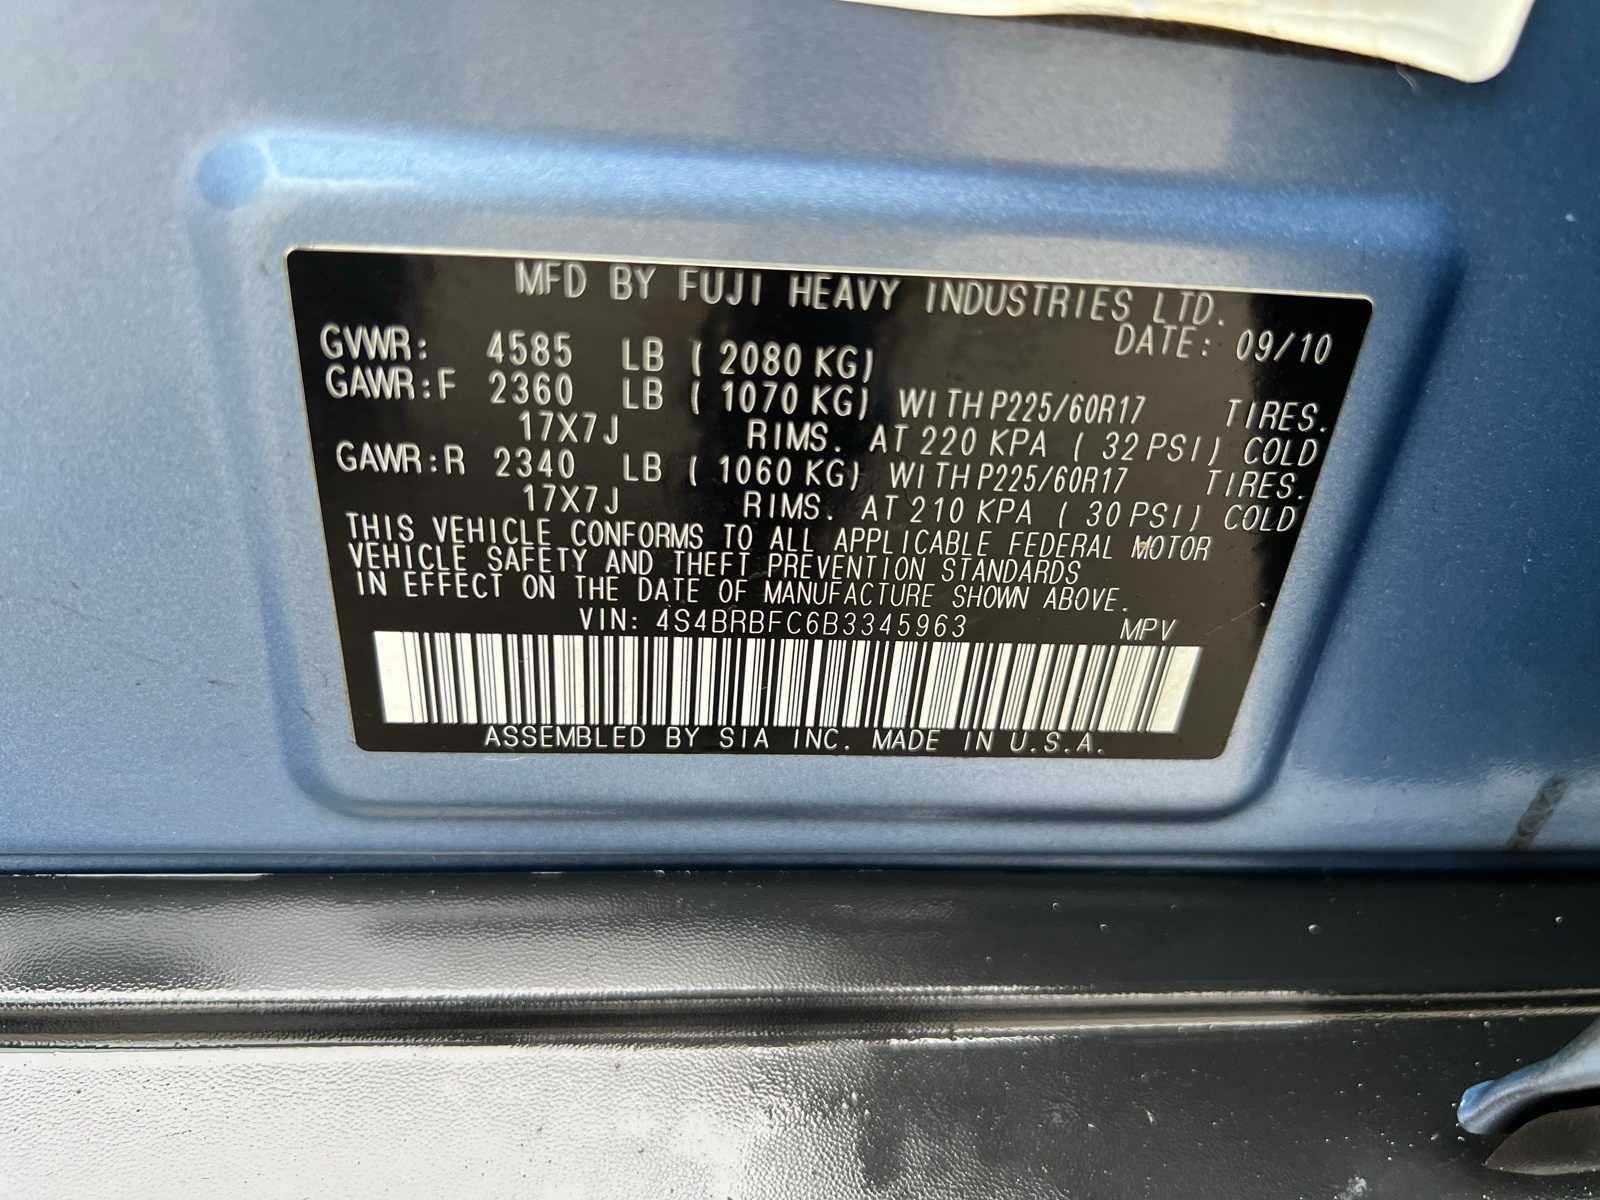 MFD BY FUJI HEAVY INDUSTRIES LTD.
DATE: 09/10
GVWR: 4585 LB ( 2080 KG)
GAWR:F 2360 LB ( 1070 KG) WITH P225/60R17 TIRES.
17X7J RIMS. AT 220 KPA ( 32 PSI) COLD
GAWR:R 2340 LB ( 1060 KG) WITH P225/60R17 TIRES.
17X7J RIMS. AT 210 KPA ( 30 PSI) COLD
THIS VEHICLE CONFORMS TO ALL APPLICABLE FEDERAL MOTOR
VEHICLE SAFETY AND THEFT PREVENTION STANDARDS
IN EFFECT ON THE DATE OF MANUFACTURE SHOWN ABOVE.
VIN: 4S4BRBFC6B3345963 MPV
ASSEMBLED BY SIA INC. MADE IN U.S.A.